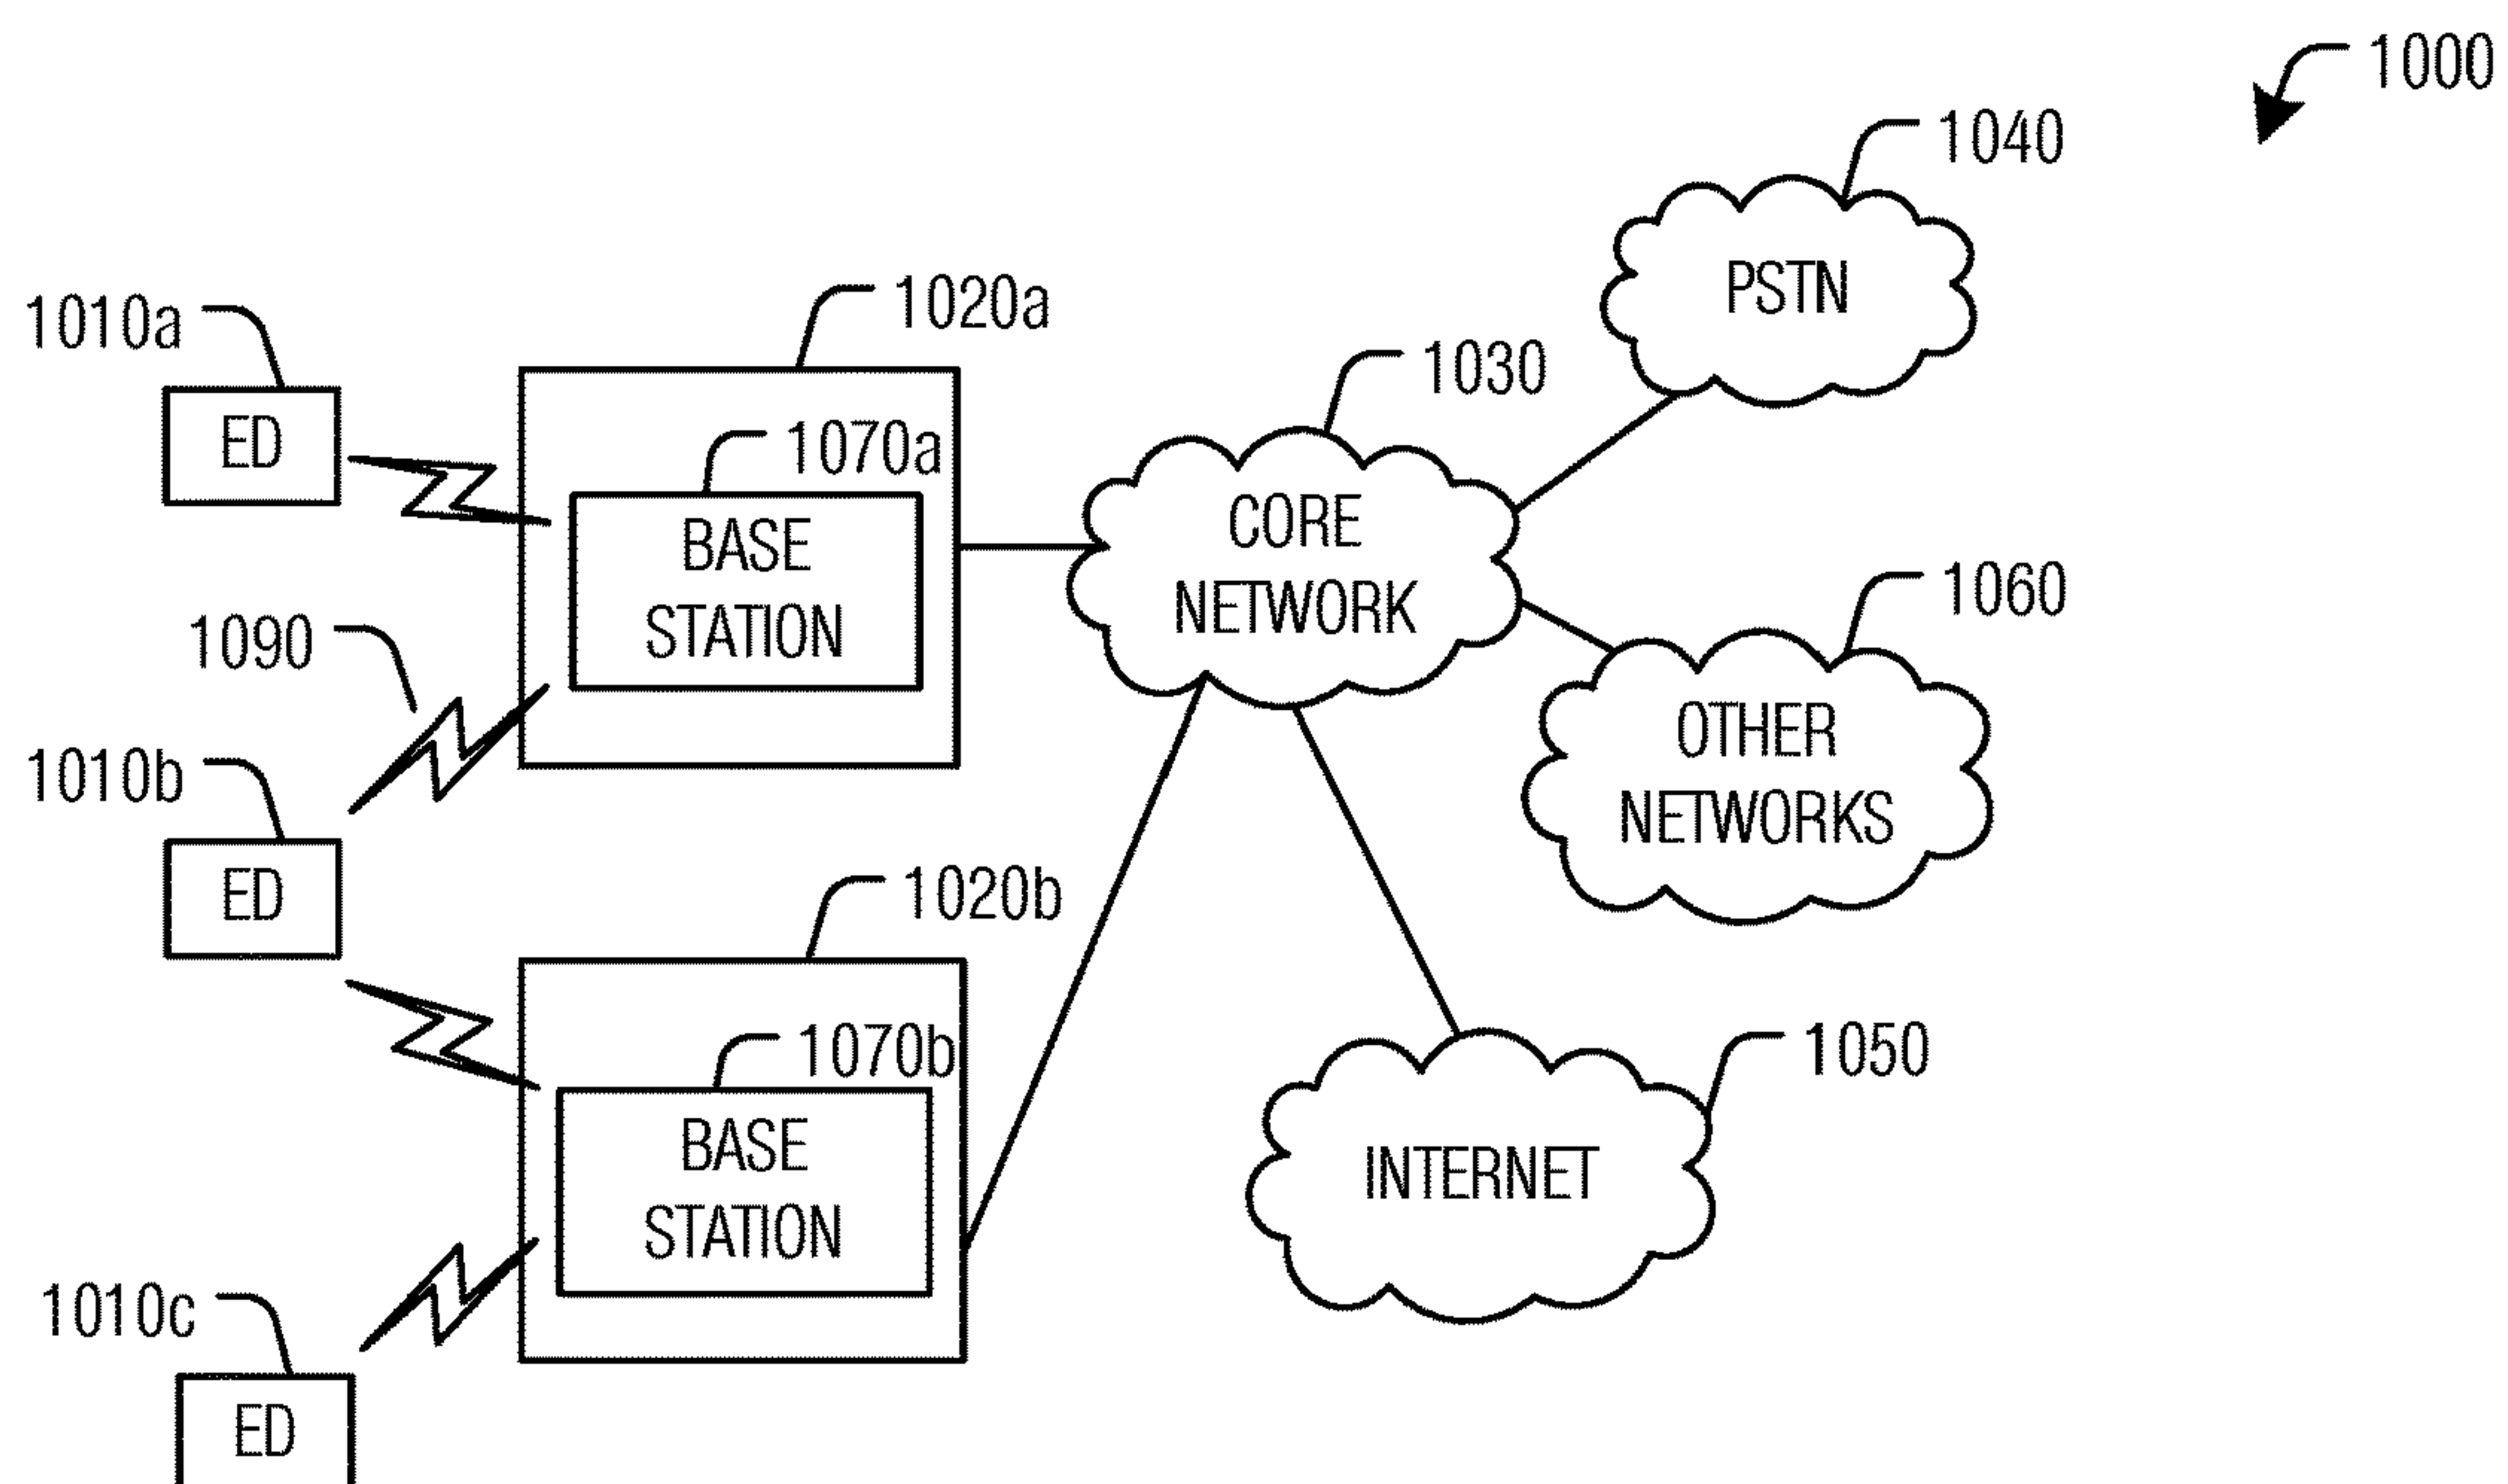 1000
1040
PSTN
1020a
1010a
1030
ED
1070a
CORE
NETWORK
BASE
STATION
1060
1090
OTHER
NETWORKS
1010b
ED
1020b
1070b
1050
BASE
STATION
INTERNET
1010c
ED